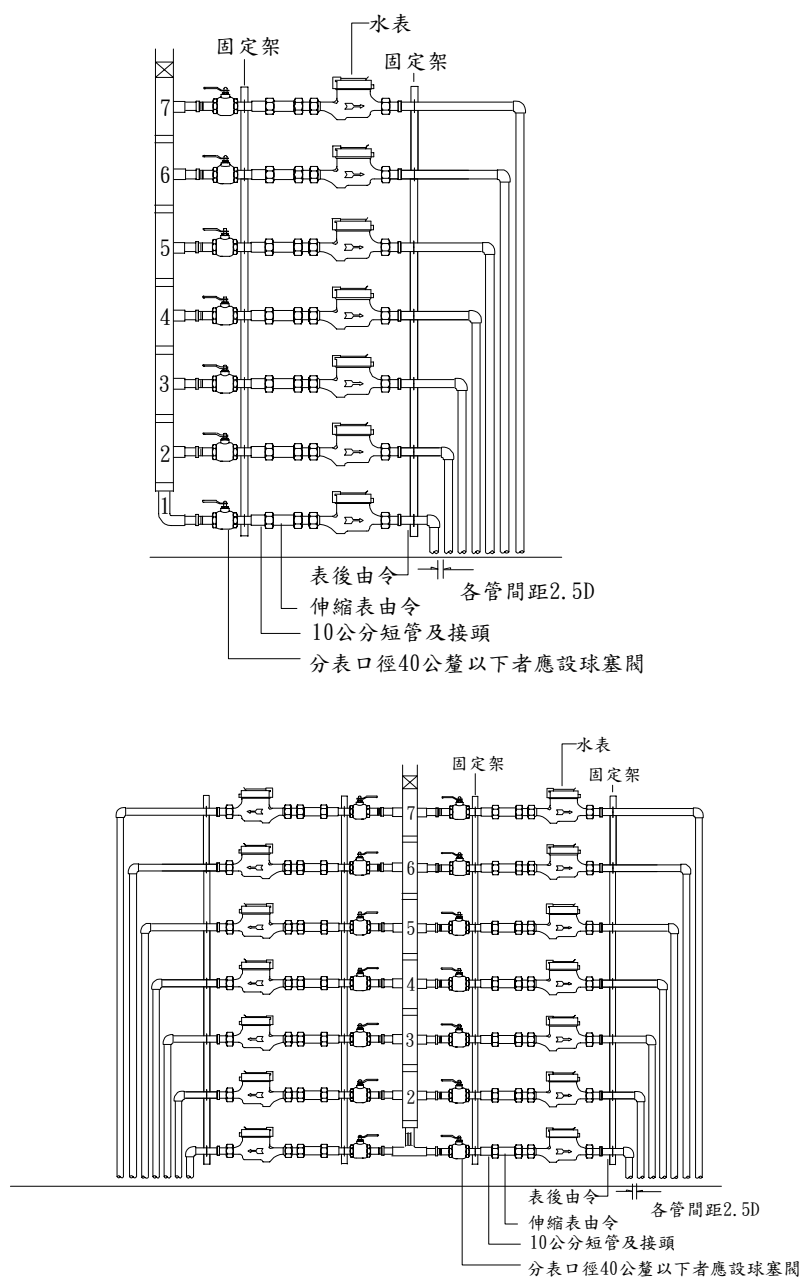 水表
固定架
固定架
7
6
5
4
3
2
1
表後由令
各管間距2.5D
伸縮表由令
10公分短管及接頭
分表口徑40公釐以下者應設球塞閥
水表
固定架
固定架
7
6
5
4
3
2
表後由令
各管間距2.5D
伸縮表由令
10公分短管及接頭
分表口徑40公釐以下者應設球塞閥